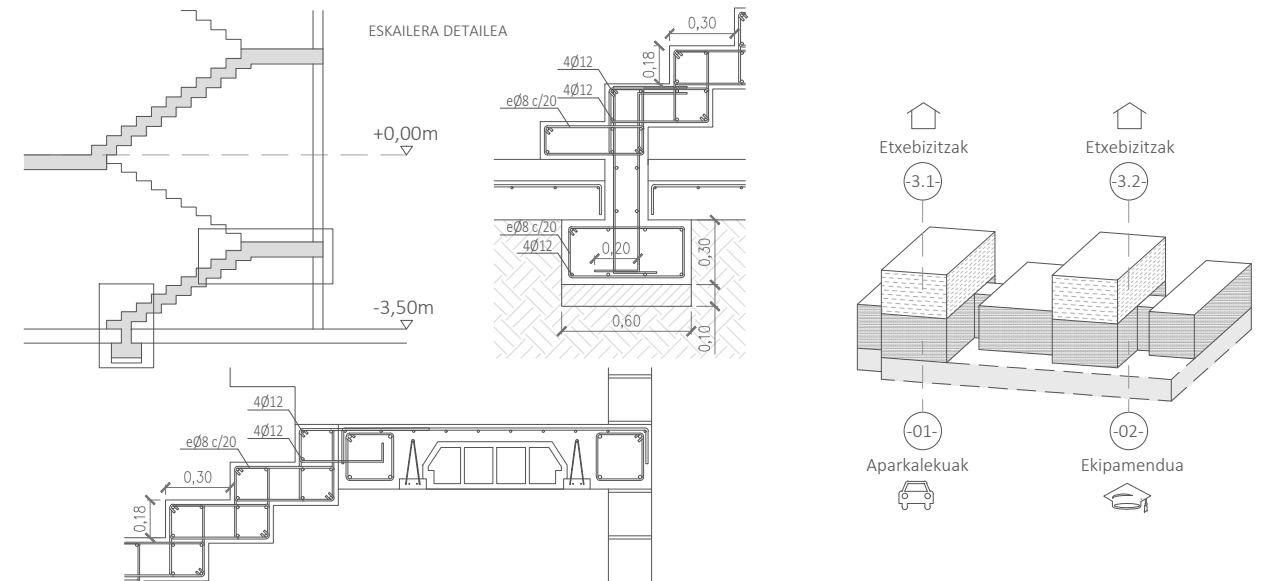 ESKAILERA DETAILEA
+0,00m
-3,50m
0,30
0,18
4Ø12
4Ø12
eØ8 c/20
eØ8 c/20
4Ø12
0,20
0,30
0,60
0,10
4Ø12
4Ø12
eØ8 c/20
0,30
0,18
Etxebizitzak
-3.1-
Etxebizitzak
-3.2-
-01-
Aparkalekuak
-02-
Ekipamendua